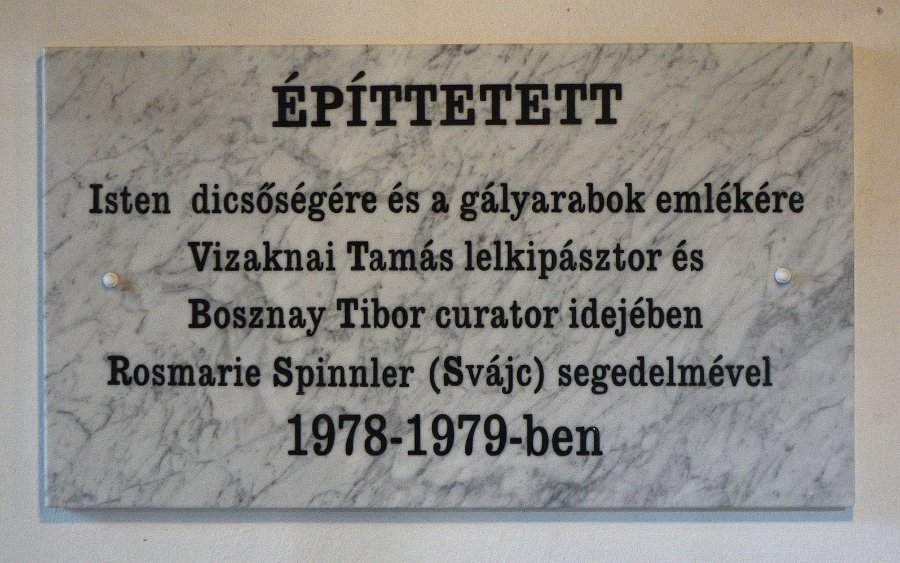 ÉPÍTTETETT
Isten dicsőségére és a gályarabok emlékére
Vizaknai Tamás lelkipásztor és
Bosznay Tibor curator idejében
Rosmarie Spinnler (Svájc) segedelmével
1978-1979-ben